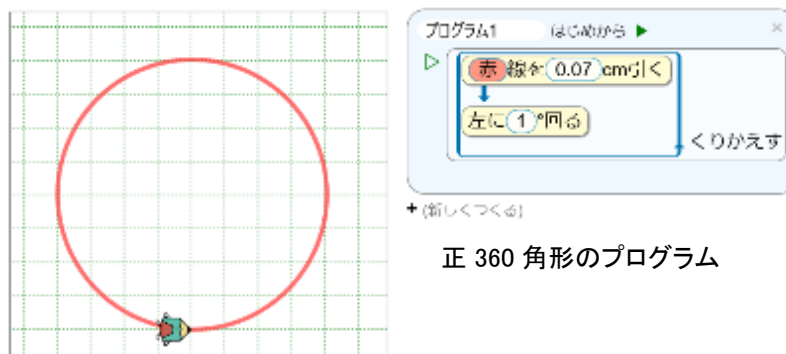 プログラム1 はじめから ▶ ×
赤 線を 0.07 cm引く
左に 1 °回る
くりかえす
+ (新しくつくる)
正 360 角形のプログラム